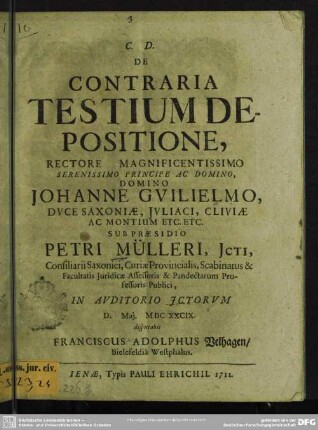 3
C. D.
DE
CONTRARIA
TESTIUM DE-
POSITIONE,
RECTORE MAGNIFICENTISSIMO
SERENISSIMO PRINCIPE AC DOMINO,
DOMINO
JOHANNE GVILIELMO,
DVCE SAXONIÆ, JVLIACI, CLIVIÆ
AC MONTIUM ETC. ETC.
SUB PRÆSIDIO
PETRI MÜLLERI, JCTI,
Consiliarii Saxonici, Curiæ Provincialis, Scabinatus &
Facultatis Juridicæ Assessoris & Pandectarum Pro-
fessoris Publici,
IN AVDITORIO JCTORVM
D. Maj. MDC XXCIX.
disputabit
FRANCISCUS ADOLPHUS Velhagen/
Bielefeldiâ Westphalus.
JENÆ, Typis PAULI EHRICHII 1711.
DFG